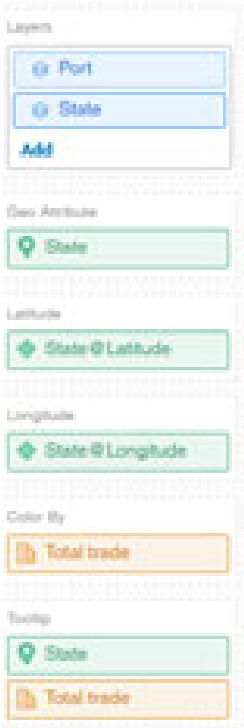 Layers
Port
State
Add
Geo Attribute
State
Latitude
State@Latitude
Longitude
State@Longitude
Color By
Total trade
Tooltip
State
Total trade